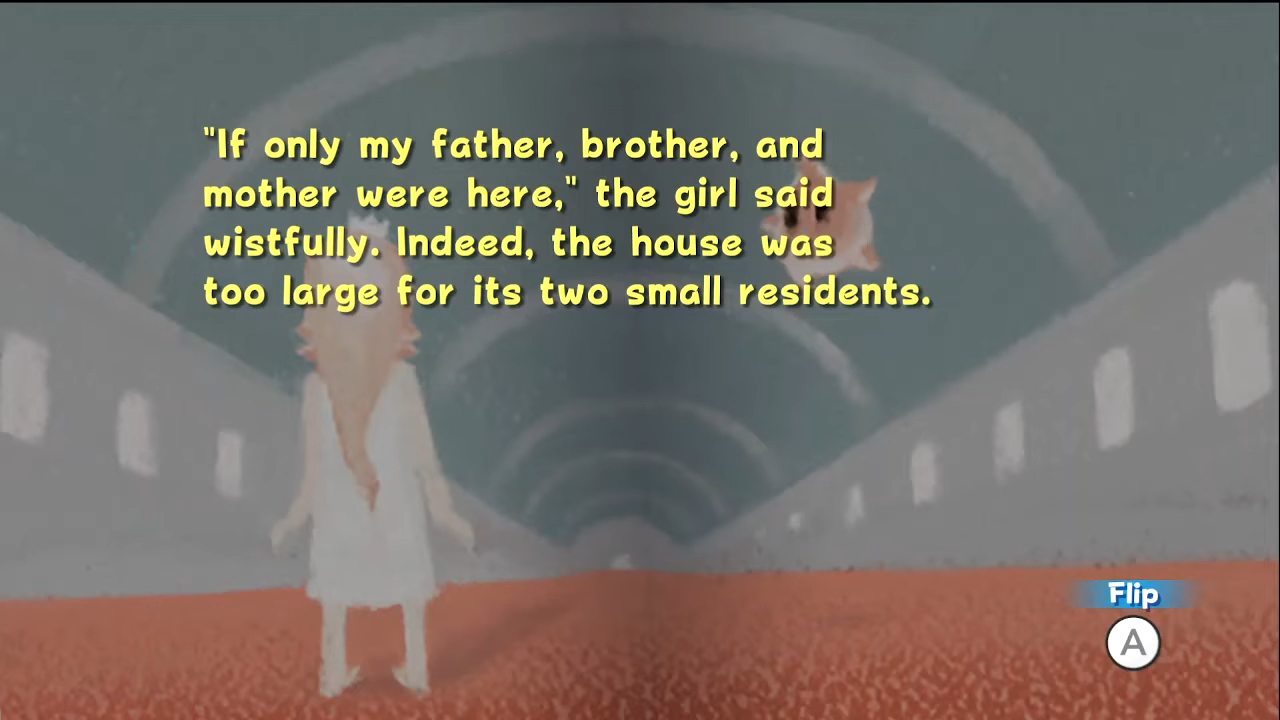 "If only my father, brother, and
mother were here," the girl said
wistfully. Indeed, the house was
too large for its two small residents.
Flip
A